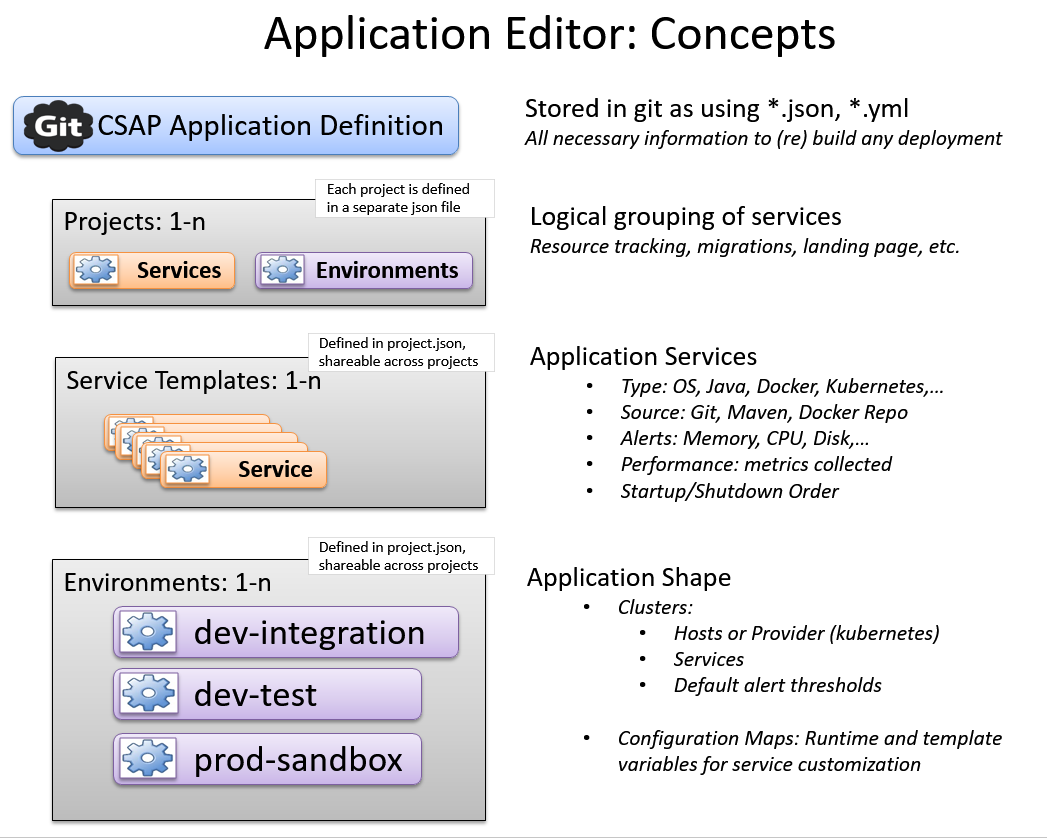 Application Editor: Concepts
Git CSAP Application Definition
Stored in git as using *.json, *.yml
All necessary information to (re) build any deployment
Each project is defined
in a separate json file
Projects: 1-n
Services
Environments
Logical grouping of services
Resource tracking, migrations, landing page, etc.
Defined in project.json,
shareable across projects
Service Templates: 1-n
Service
Application Services
• Type: OS, Java, Docker, Kubernetes,...
• Source: Git, Maven, Docker Repo
• Alerts: Memory, CPU, Disk,...
• Performance: metrics collected
• Startup/Shutdown Order
Defined in project.json,
shareable across projects
Environments: 1-n
dev-integration
dev-test
prod-sandbox
Application Shape
• Clusters:
• Hosts or Provider (kubernetes)
• Services
• Default alert thresholds
• Configuration Maps: Runtime and template
variables for service customization